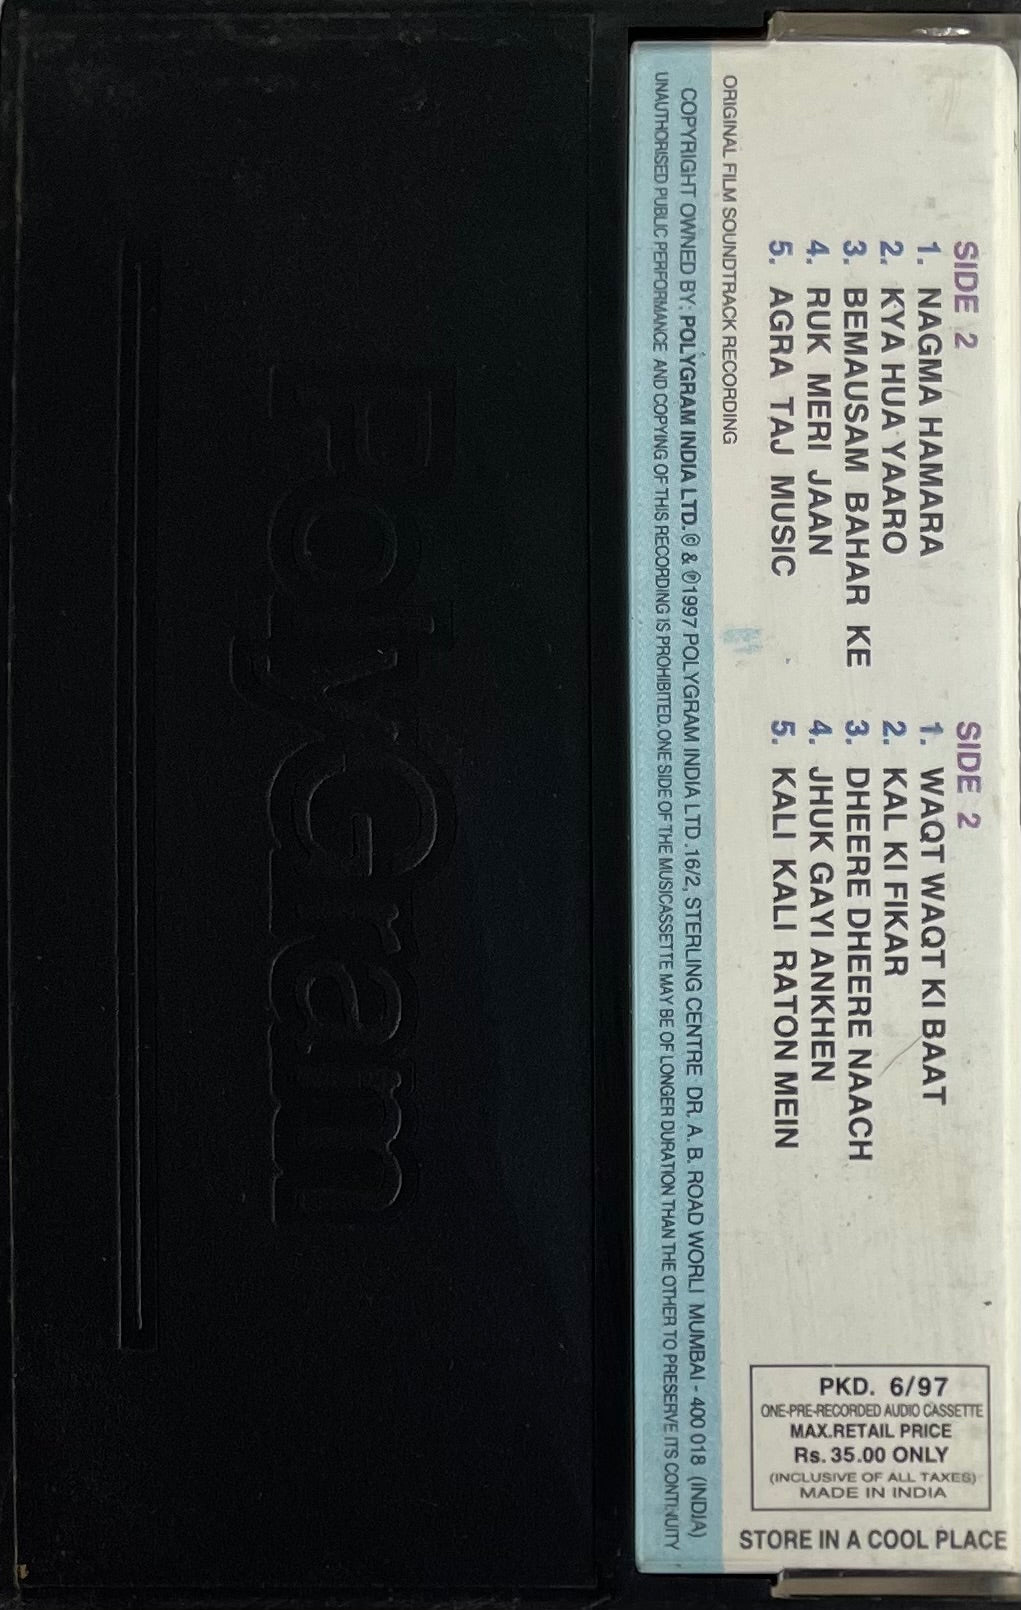 SIDE 2
1. NAGMA HAMARA
2. KYA HUA YAARO
3. BEMAUSAM BAHAR KE
4. RUK MERI JAAN
5. AGRA TAJ MUSIC
SIDE 2
1. WAQT WAQT KI BAAT
2. KAL KI FIKAR
3. DHEERE DHEERE NAACH
4. JHUK GAYI ANKHEN
5. KALI KALI RATON MEIN
ORIGINAL FILM SOUNDTRACK RECORDING
COPYRIGHT OWNED BY: POLYGRAM INDIA LTD. © & ℗1997 POLYGRAM INDIA LTD .16/2, STERLING CENTRE DR. A. B. ROAD WORLI MUMBAI - 400 018 (INDIA)
UNAUTHORISED PUBLIC PERFORMANCE AND COPYING OF THIS RECORDING IS PROHIBITED. ONE SIDE OF THE MUSICASSETTE MAY BE OF LONGER DURATION THAN THE OTHER TO PRESERVE ITS CONTINUITY
PKD. 6/97
ONE-PRE-RECORDED AUDIO CASSETTE
MAX.RETAIL PRICE
Rs. 35.00 ONLY
(INCLUSIVE OF ALL TAXES)
MADE IN INDIA
STORE IN A COOL PLACE
PolyGram